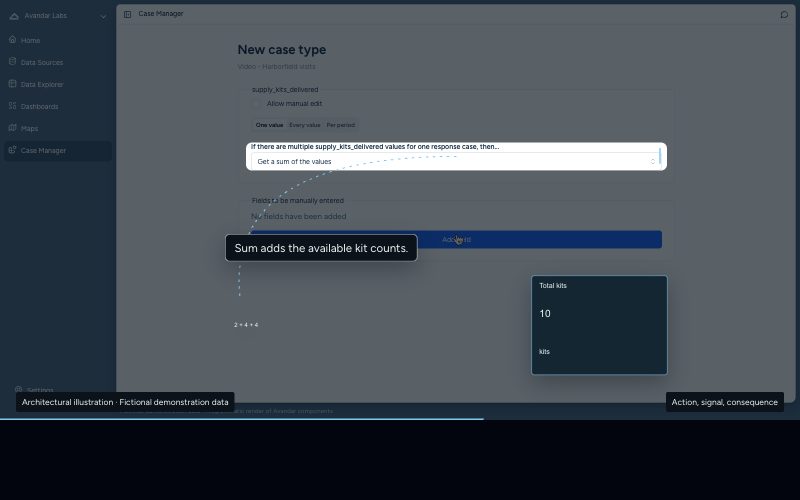 Avandar Labs
Case Manager
Home
Data Sources
Data Explorer
Dashboards
Maps
Case Manager
Settings
New case type
Video · Harborfield visits
supply_kits_delivered
Allow manual edit
One value
Every value
Per period
If there are multiple supply_kits_delivered values for one response case, then...
Get a sum of the values
Fields to be manually entered
No fields have been added
Sum adds the available kit counts.
2 + 4 + 4
Total kits
10
kits
Architectural illustration · Fictional demonstration data
Action, signal, consequence
render of Avandar components